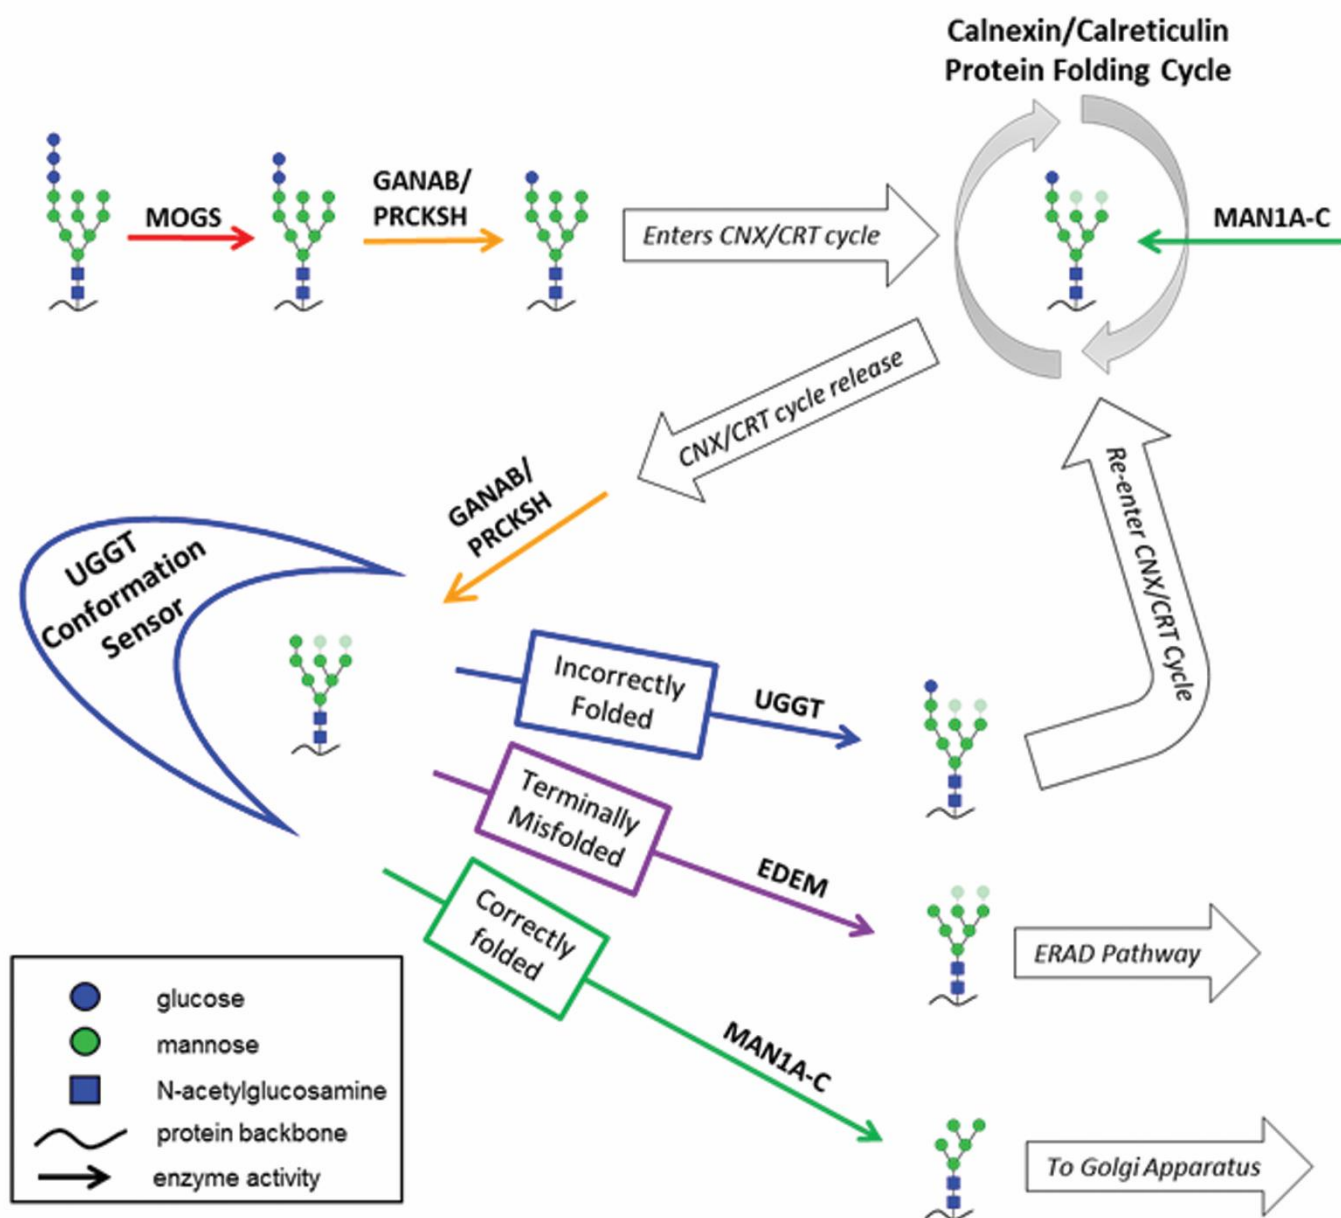 Calnexin/Calreticulin
Protein Folding Cycle
MOGS
GANAB/
PRCKSH
Enters CNX/CRT cycle
MAN1A-C
CNX/CRT cycle release
GANAB/
PRCKSH
Re-enter CNX/CRT Cycle
UGGT
Conformation
Sensor
Incorrectly
Folded
UGGT
Terminally
Misfolded
EDEM
ERAD Pathway
Correctly
folded
MAN1A-C
To Golgi Apparatus
glucose
mannose
N-acetylglucosamine
protein backbone
enzyme activity